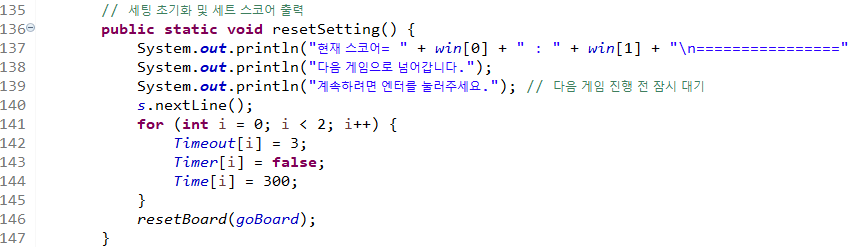 135 // 세팅 초기화 및 세트 스코어 출력
136 public static void resetSetting() {
137 System.out.println("현재 스코어= " + win[0] + " : " + win[1] + "\n================"
138 System.out.println("다음 게임으로 넘어갑니다.");
139 System.out.println("계속하려면 엔터를 눌러주세요."); // 다음 게임 진행 전 잠시 대기
140 s.nextLine();
141 for (int i = 0; i < 2; i++) {
142 Timeout[i] = 3;
143 Timer[i] = false;
144 Time[i] = 300;
145 }
146 resetBoard(goBoard);
147 }